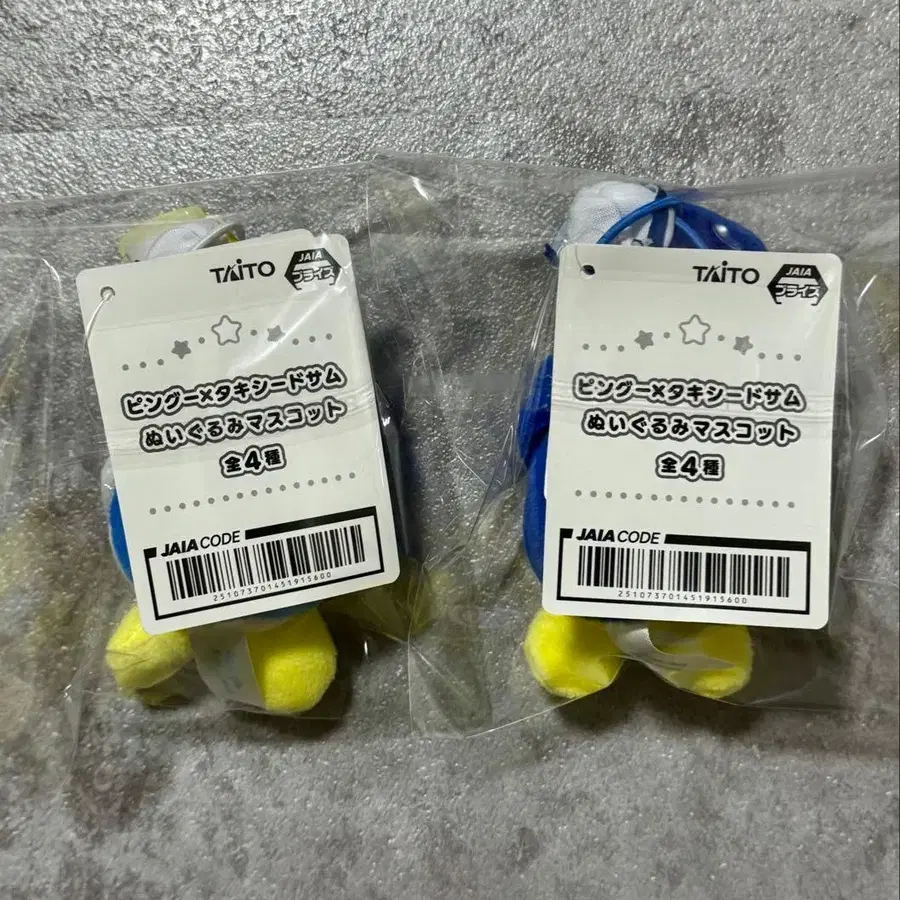 TAITO
JAIA
プライズ
ピングー×タキシードサム
ぬいぐるみマスコット
全4種
JAIA CODE
251073701451915600
TAITO
JAIA
プライズ
ピングー×タキシードサム
ぬいぐるみマスコット
全4種
JAIA CODE
251073701451915600